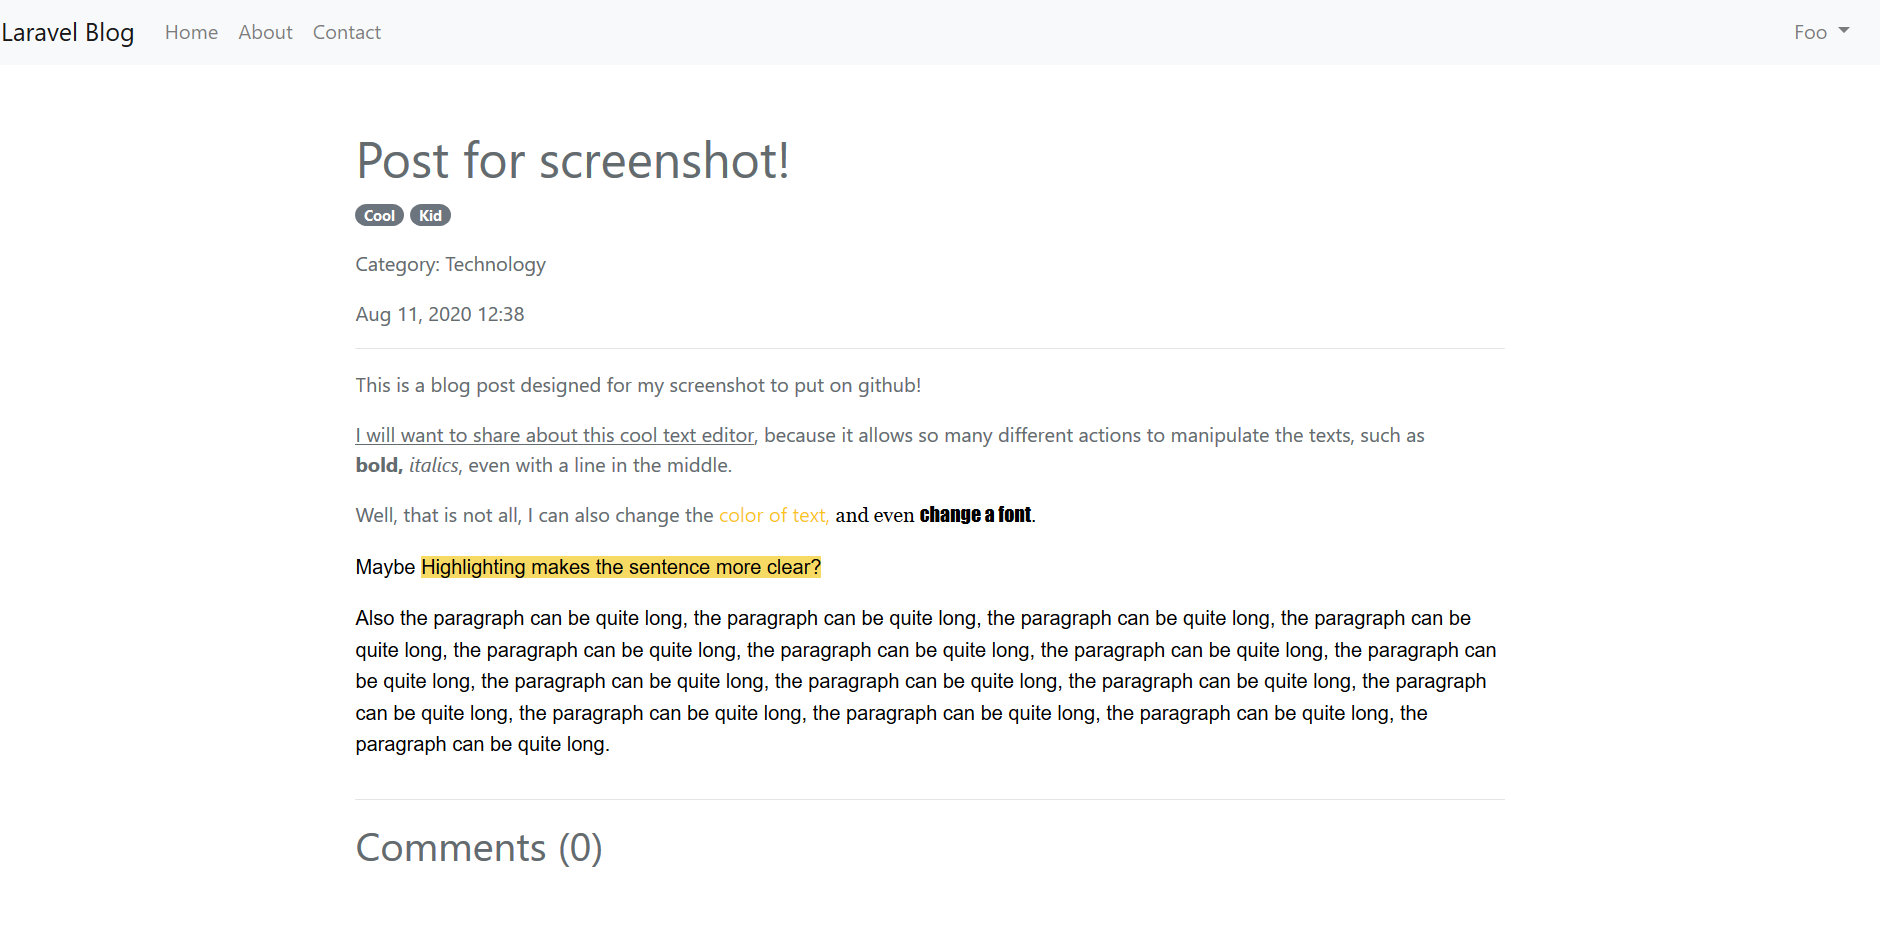 Laravel Blog Home About Contact Foo
Post for screenshot!
Cool Kid
Category: Technology
Aug 11, 2020 12:38
This is a blog post designed for my screenshot to put on github!
I will want to share about this cool text editor, because it allows so many different actions to manipulate the texts, such as
bold, italics, even with a line in the middle.
Well, that is not all, I can also change the color of text, and even change a font.
Maybe Highlighting makes the sentence more clear?
Also the paragraph can be quite long, the paragraph can be quite long, the paragraph can be quite long, the paragraph can be
quite long, the paragraph can be quite long, the paragraph can be quite long, the paragraph can be quite long, the paragraph can
be quite long, the paragraph can be quite long, the paragraph can be quite long, the paragraph can be quite long, the paragraph
can be quite long, the paragraph can be quite long, the paragraph can be quite long, the paragraph can be quite long, the
paragraph can be quite long.
Comments (0)